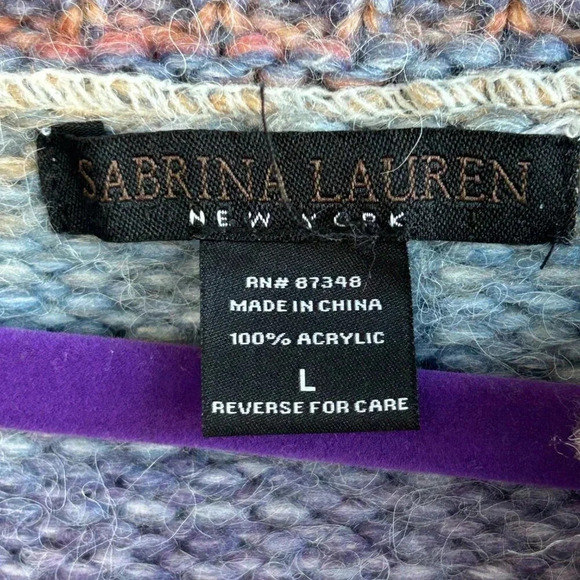 SABRINA LAUREN
NEW YORK
RN# 87348
MADE IN CHINA
100% ACRYLIC
L
REVERSE FOR CARE